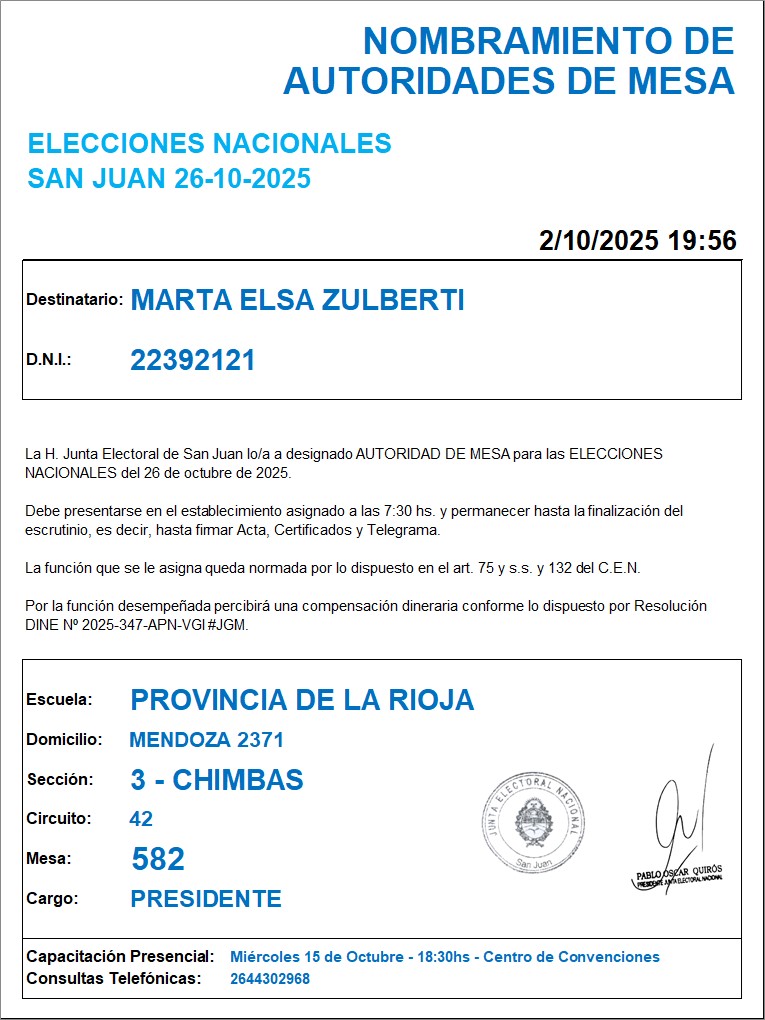 NOMBRAMIENTO DE
AUTORIDADES DE MESA
ELECCIONES NACIONALES
SAN JUAN 26-10-2025
2/10/2025 19:56
Destinatario: MARTA ELSA ZULBERTI
D.N.I.: 22392121
La H. Junta Electoral de San Juan lo/a a designado AUTORIDAD DE MESA para las ELECCIONES
NACIONALES del 26 de octubre de 2025.
Debe presentarse en el establecimiento asignado a las 7:30 hs. y permanecer hasta la finalización del
escrutinio, es decir, hasta firmar Acta, Certificados y Telegrama.
La función que se le asigna queda normada por lo dispuesto en el art. 75 y s.s. y 132 del C.E.N.
Por la función desempeñada percibirá una compensación dineraria conforme lo dispuesto por Resolución
DINE Nº 2025-347-APN-VGI#JGM.
Escuela: PROVINCIA DE LA RIOJA
Domicilio: MENDOZA 2371
Sección: 3 - CHIMBAS
Circuito: 42
Mesa: 582
Cargo: PRESIDENTE
JUNTA ELECTORAL NACIONAL
San Juan
PABLO OSCAR QUIRÓS
PRESIDENTE JUNTA ELECTORAL NACIONAL
Capacitación Presencial: Miércoles 15 de Octubre - 18:30hs - Centro de Convenciones
Consultas Telefónicas: 2644302968